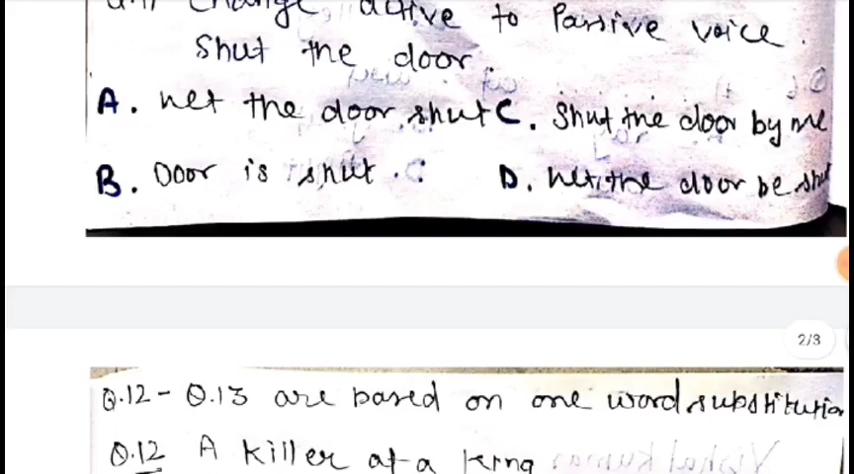 change active to Passive voice.
Shut the door.
A. Let the door shut C. Shut the door by me
B. Door is shut. D. Let the door be shut
2/3
Q.12 - Q.13 are based on one word substitution
Q.12 A killer of a king